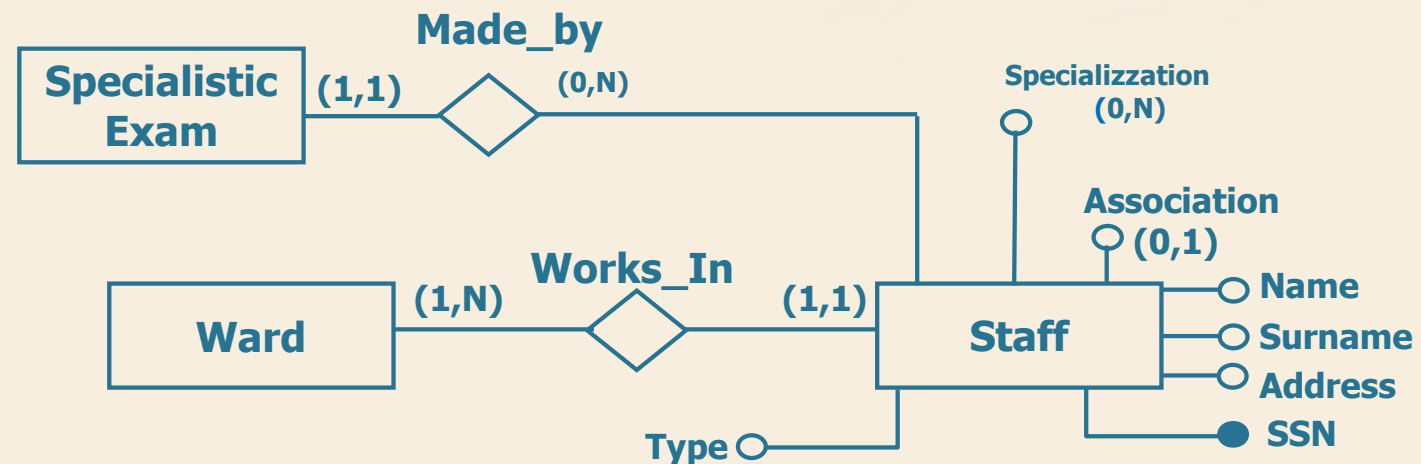 Made_by
Specialistic
Exam
(1,1)
(0,N)
Specializzation
(0,N)
Association
(0,1)
Works_In
Ward
(1,N)
(1,1)
Staff
Name
Surname
Address
SSN
Type